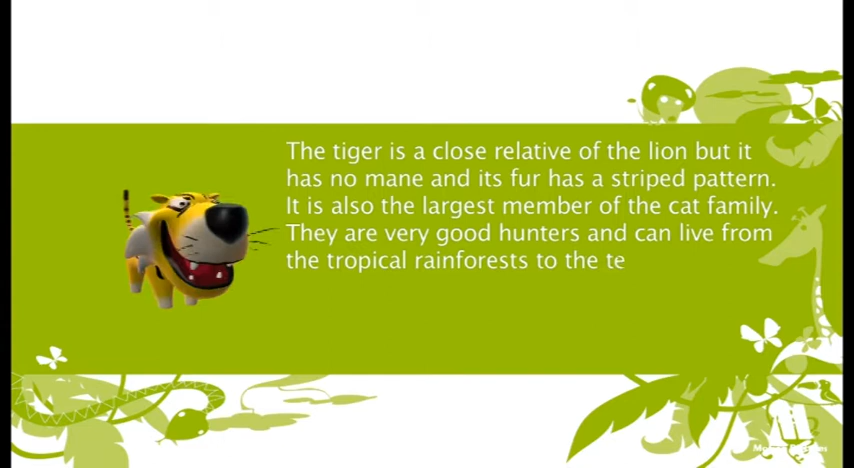 The tiger is a close relative of the lion but it
has no mane and its fur has a striped pattern.
It is also the largest member of the cat family.
They are very good hunters and can live from
the tropical rainforests to the te